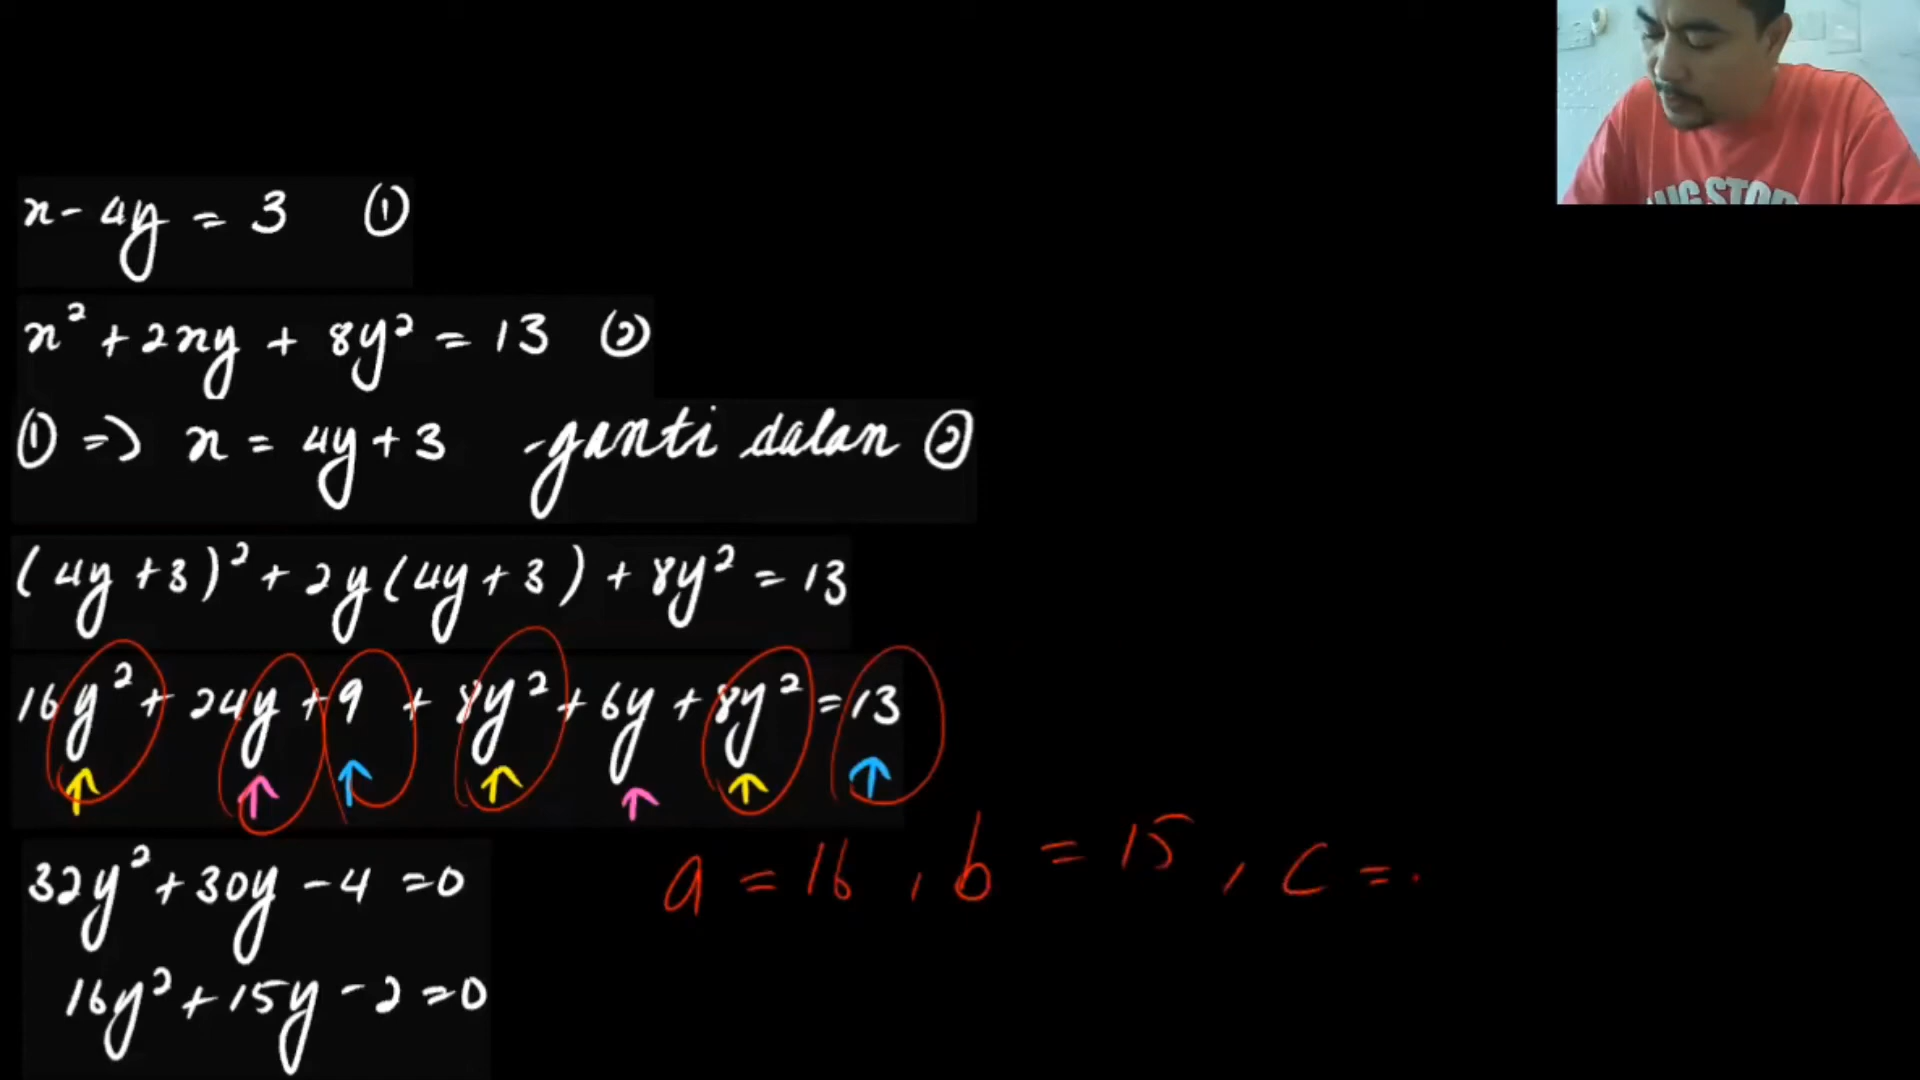 x - 4y = 3 ①
x² + 2xy + 8y² = 13 ②
① => x = 4y + 3 - ganti dalan ②
(4y + 3)² + 2y(4y + 3) + 8y² = 13
16y² + 24y + 9 + 8y² + 6y + 8y² = 13
32y² + 30y - 4 = 0
a = 16 , b = 15 , c =
16y² + 15y - 2 = 0